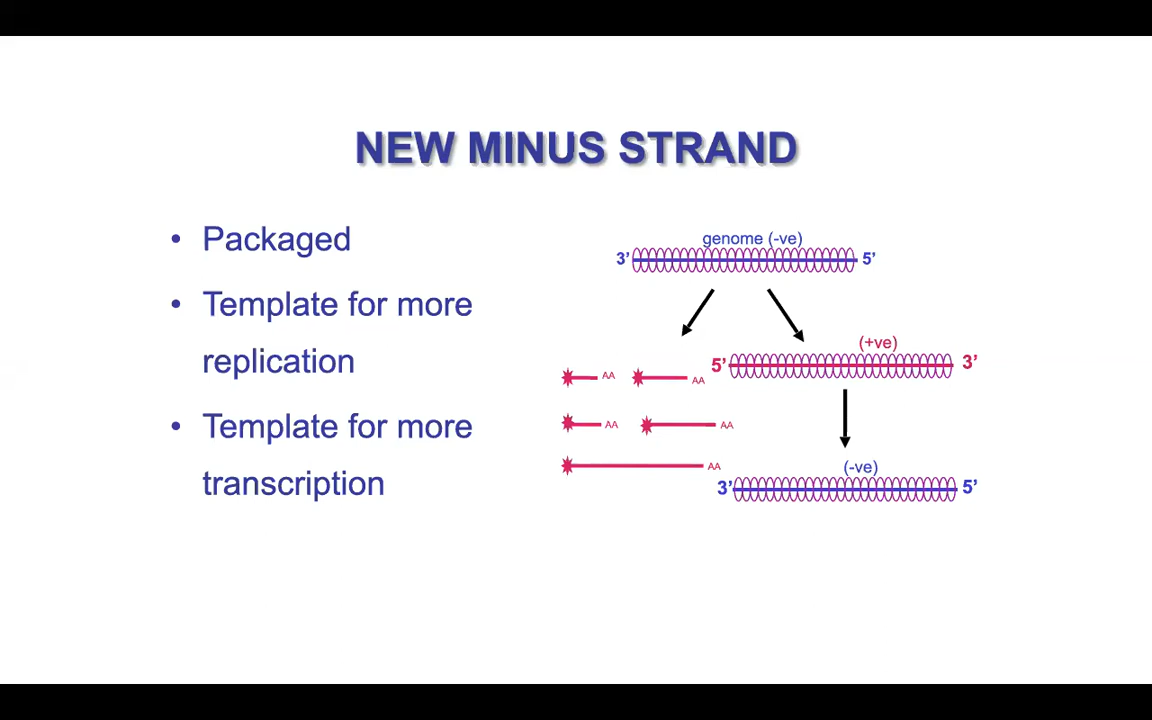 NEW MINUS STRAND
• Packaged
• Template for more
replication
• Template for more
transcription
genome (-ve)
3’ 5’
(+ve)
5’ 3’
AA AA
AA AA
AA
(-ve)
3’ 5’